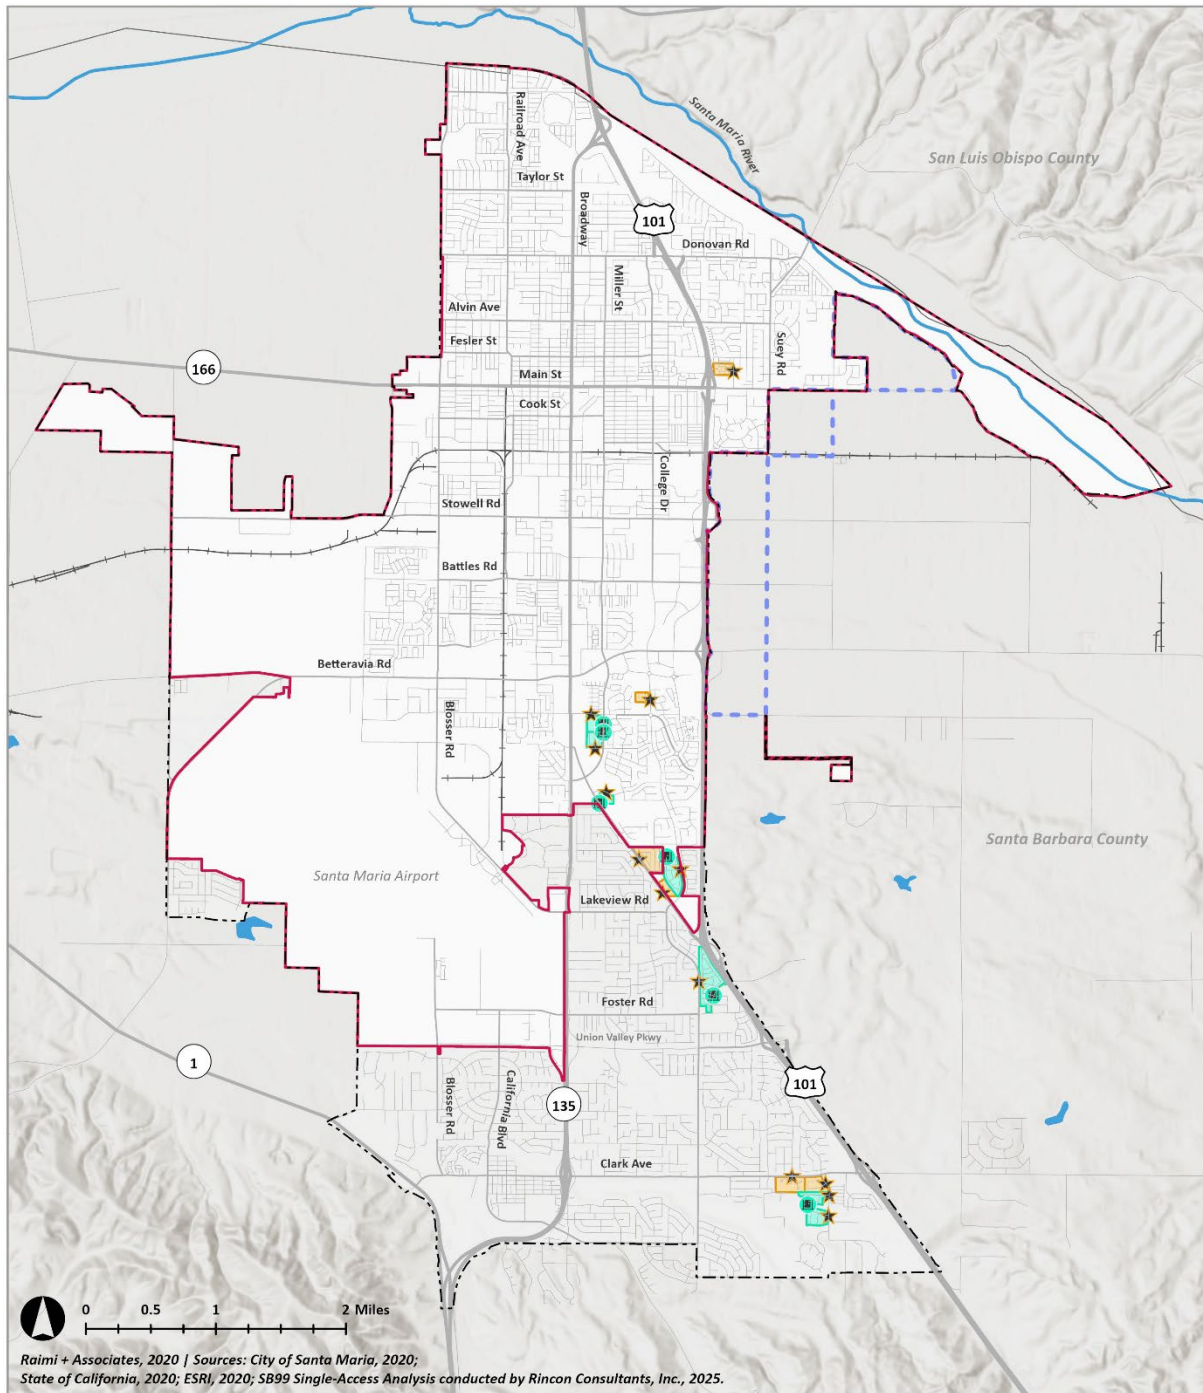 Santa Maria River
San Luis Obispo County
Railroad Ave
Taylor St
Broadway
101
Donovan Rd
Miller St
Alvin Ave
Fesler St
Suey Rd
166
Main St
Cook St
College Dr
Stowell Rd
Battles Rd
Betteravia Rd
Blosser Rd
Santa Barbara County
Santa Maria Airport
Lakeview Rd
Foster Rd
Union Valley Pkwy
1
Blosser Rd
California Blvd
101
135
Clark Ave
0 0.5 1 2 Miles
Raimi + Associates, 2020 | Sources: City of Santa Maria, 2020;
State of California, 2020; ESRI, 2020; SB99 Single-Access Analysis conducted by Rincon Consultants, Inc., 2025.